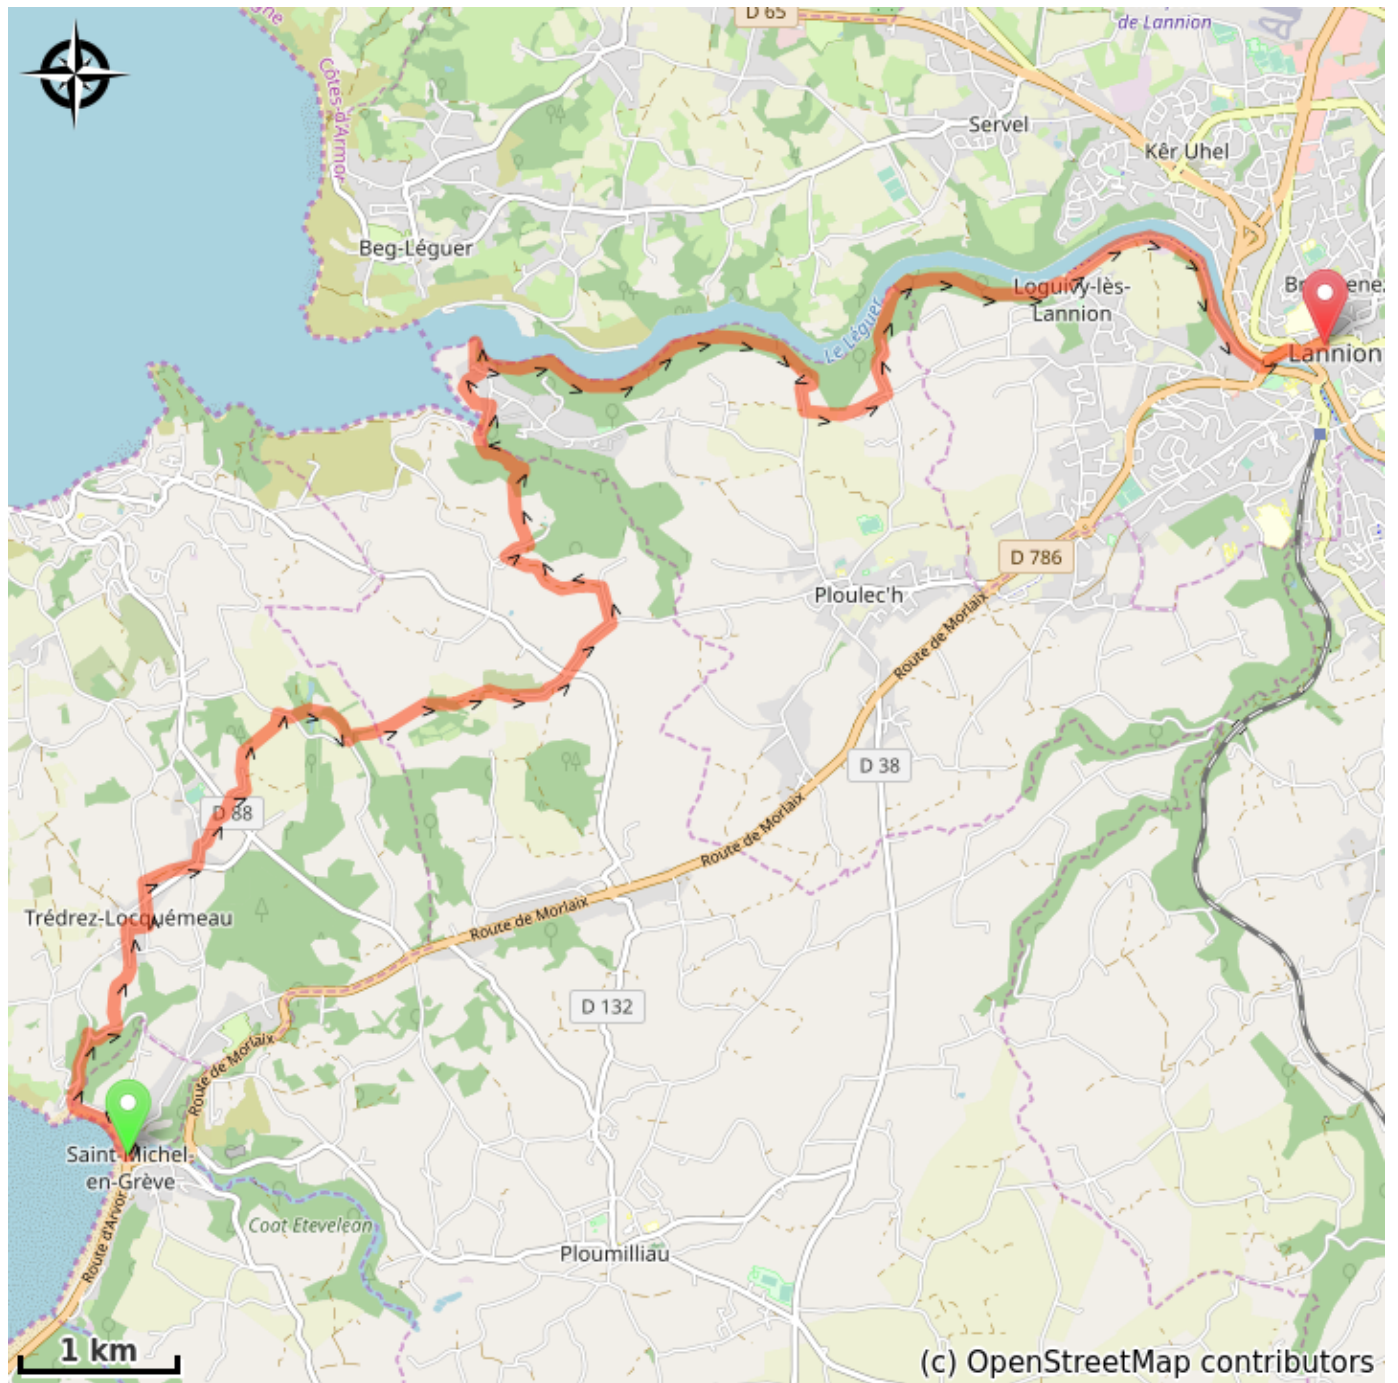 D 65
de Lannion
gne
Côtes-d'Armor
Servel
Kêr Uhel
Beg-Léguer
Le Léguer
Loguivy-lès-
Lannion
Lannion
D 786
Ploulec'h
Route de Morlaix
D 38
D 88
Route de Morlaix
Trédrez-Locquémeau
Route de Morlaix
D 132
Route de Morlaix
Saint-Michel-
en-Grève
Route d'Arvor
Coat Etevelean
Ploumilliau
1 km
(c) OpenStreetMap contributors